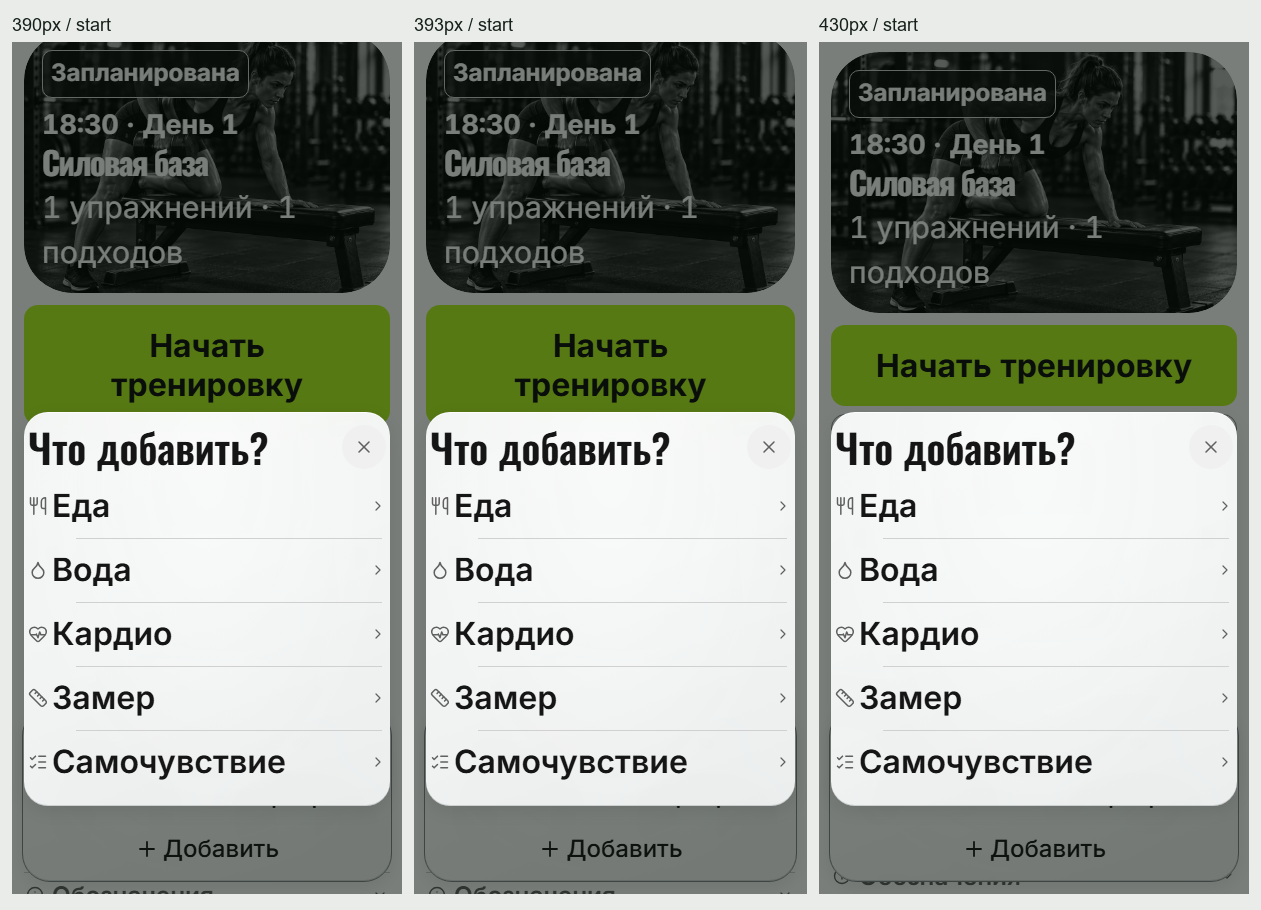 390px / start
Запланирована
18:30 · День 1
Силовая база
1 упражнений · 1
подходов
Начать
тренировку
Что добавить?
Еда
Вода
Кардио
Замер
Самочувствие
+ Добавить
Обозначения
393px / start
Запланирована
18:30 · День 1
Силовая база
1 упражнений · 1
подходов
Начать
тренировку
Что добавить?
Еда
Вода
Кардио
Замер
Самочувствие
+ Добавить
Обозначения
430px / start
Запланирована
18:30 · День 1
Силовая база
1 упражнений · 1
подходов
Начать тренировку
Что добавить?
Еда
Вода
Кардио
Замер
Самочувствие
+ Добавить
Обозначения